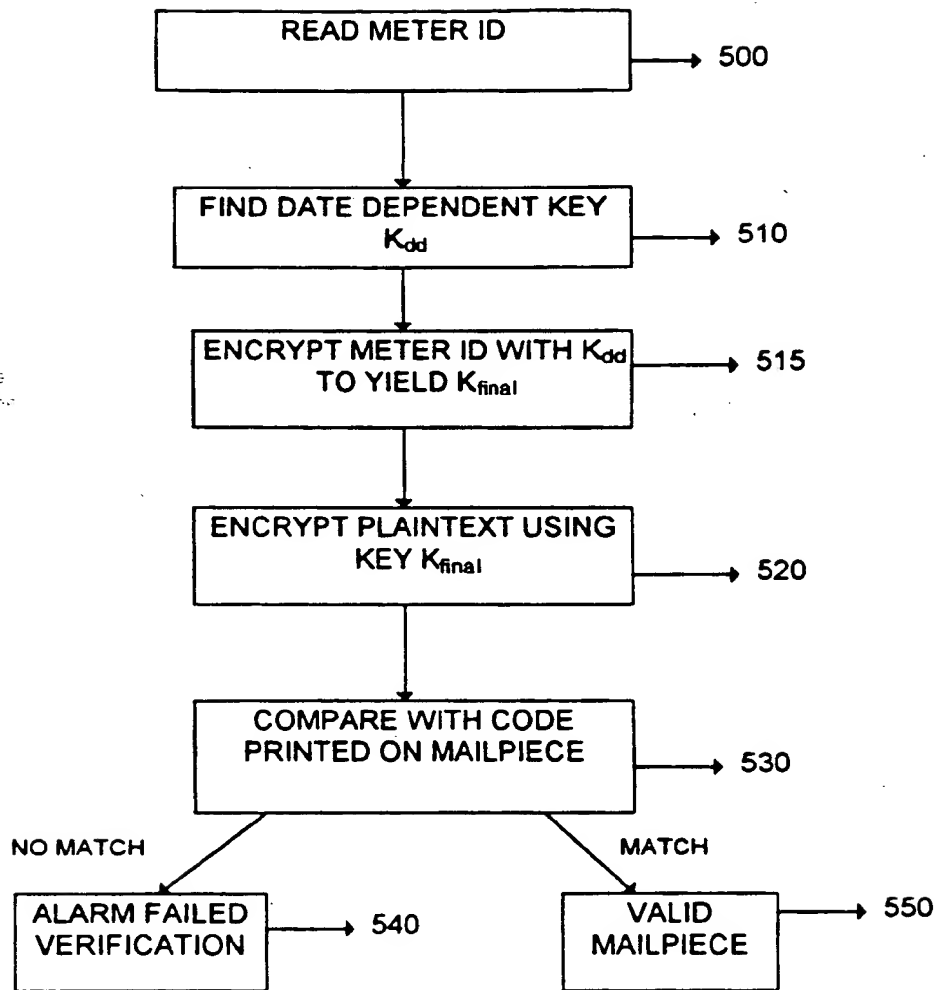 READ METER ID
500
FIND DATE DEPENDENT KEY
Kdd
510
ENCRYPT METER ID WITH Kdd
TO YIELD Kfinal
515
ENCRYPT PLAINTEXT USING
KEY Kfinal
520
COMPARE WITH CODE
PRINTED ON MAILPIECE
530
NO MATCH
MATCH
ALARM FAILED
VERIFICATION
540
VALID
MAILPIECE
550